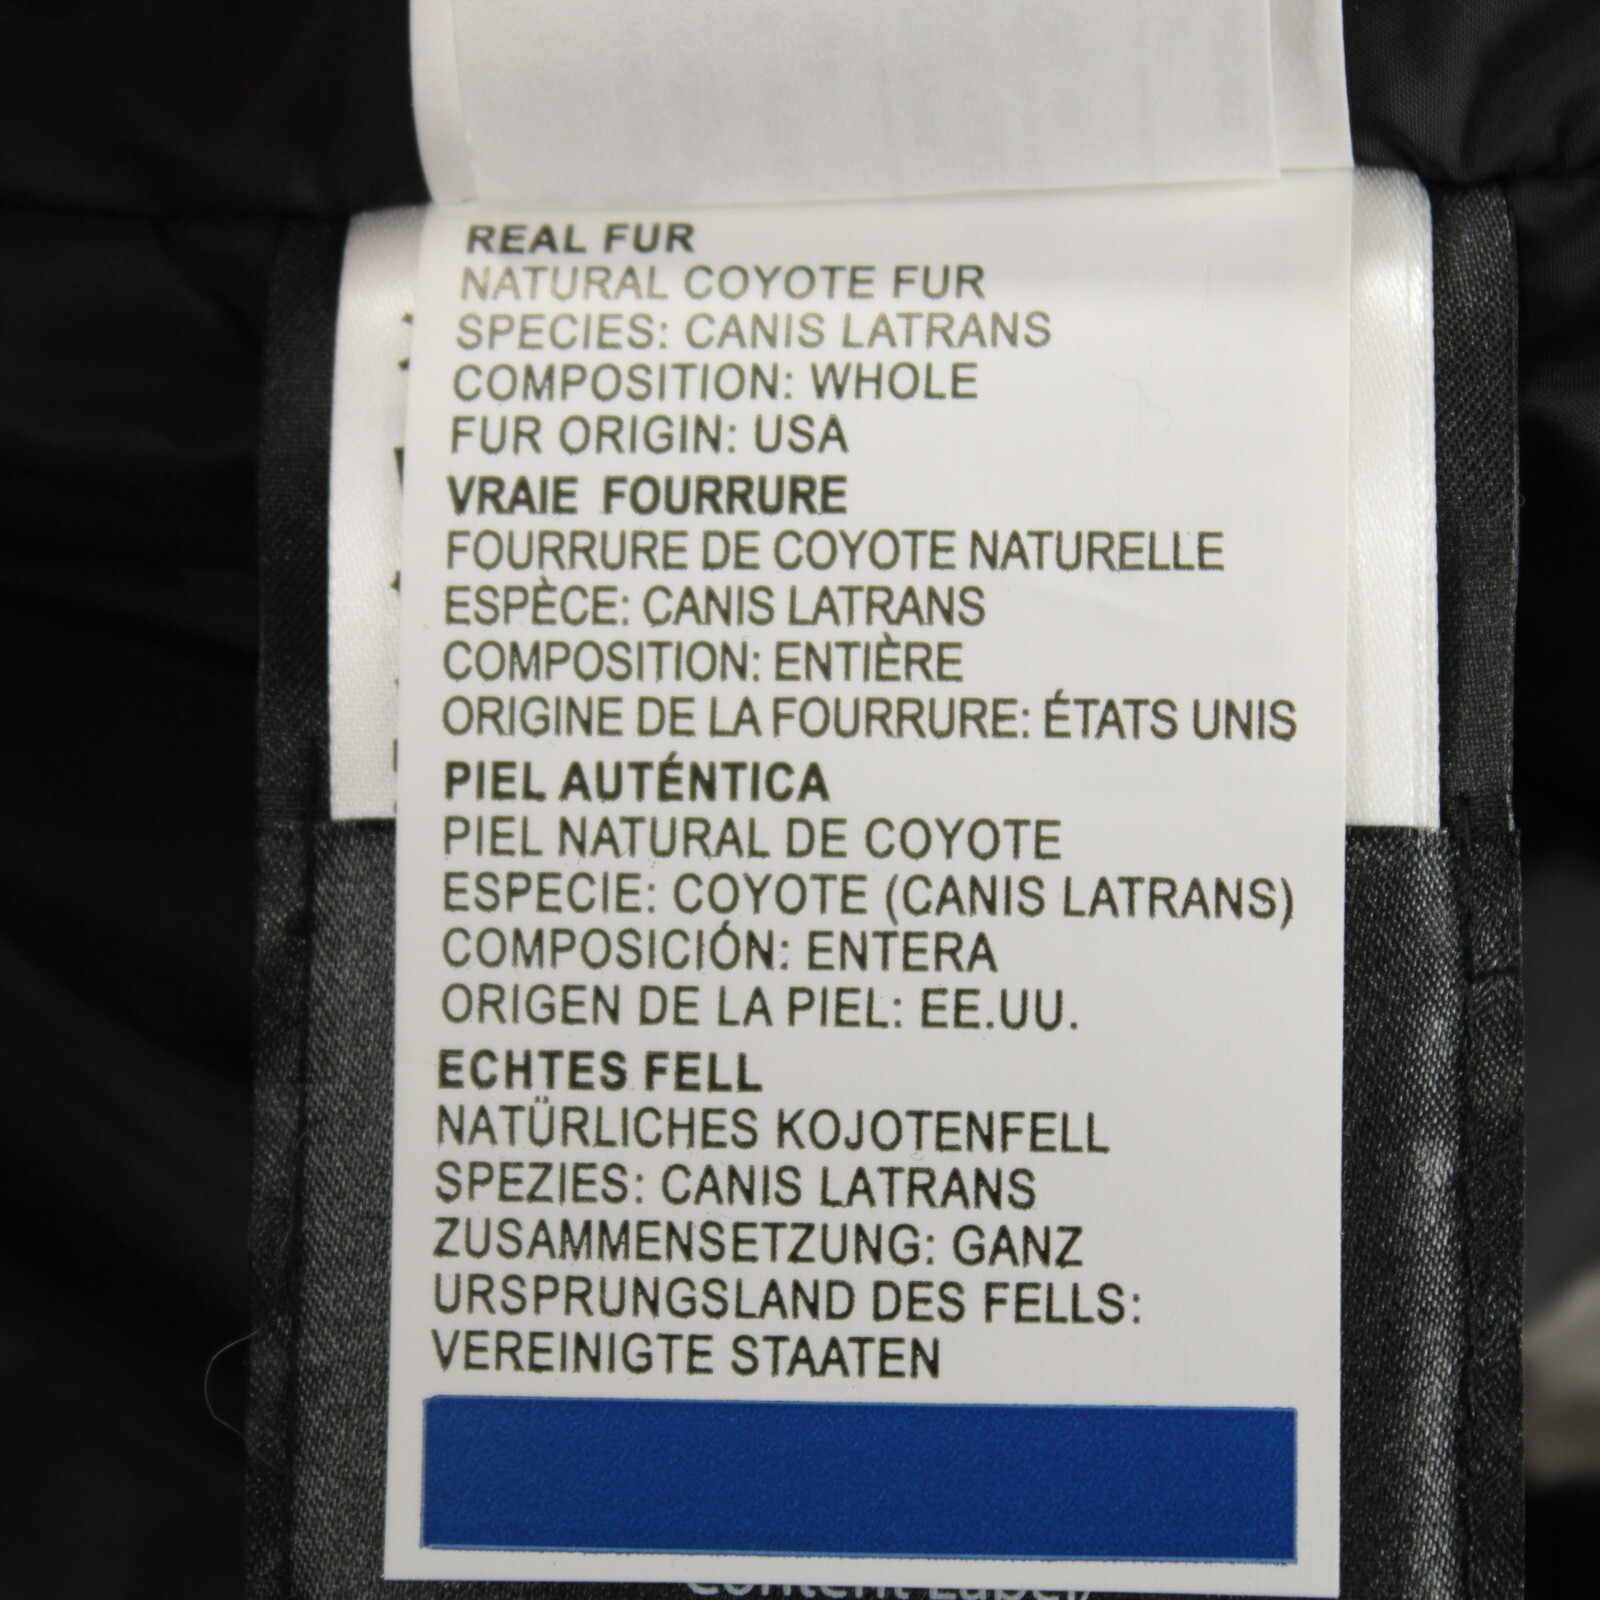 REAL FUR
NATURAL COYOTE FUR
SPECIES: CANIS LATRANS
COMPOSITION: WHOLE
FUR ORIGIN: USA
VRAIE FOURRURE
FOURRURE DE COYOTE NATURELLE
ESPÈCE: CANIS LATRANS
COMPOSITION: ENTIÈRE
ORIGINE DE LA FOURRURE: ÉTATS UNIS
PIEL AUTÉNTICA
PIEL NATURAL DE COYOTE
ESPECIE: COYOTE (CANIS LATRANS)
COMPOSICIÓN: ENTERA
ORIGEN DE LA PIEL: EE.UU.
ECHTES FELL
NATÜRLICHES KOJOTENFELL
SPEZIES: CANIS LATRANS
ZUSAMMENSETZUNG: GANZ
URSPRUNGSLAND DES FELLS:
VEREINIGTE STAATEN
Content Label/